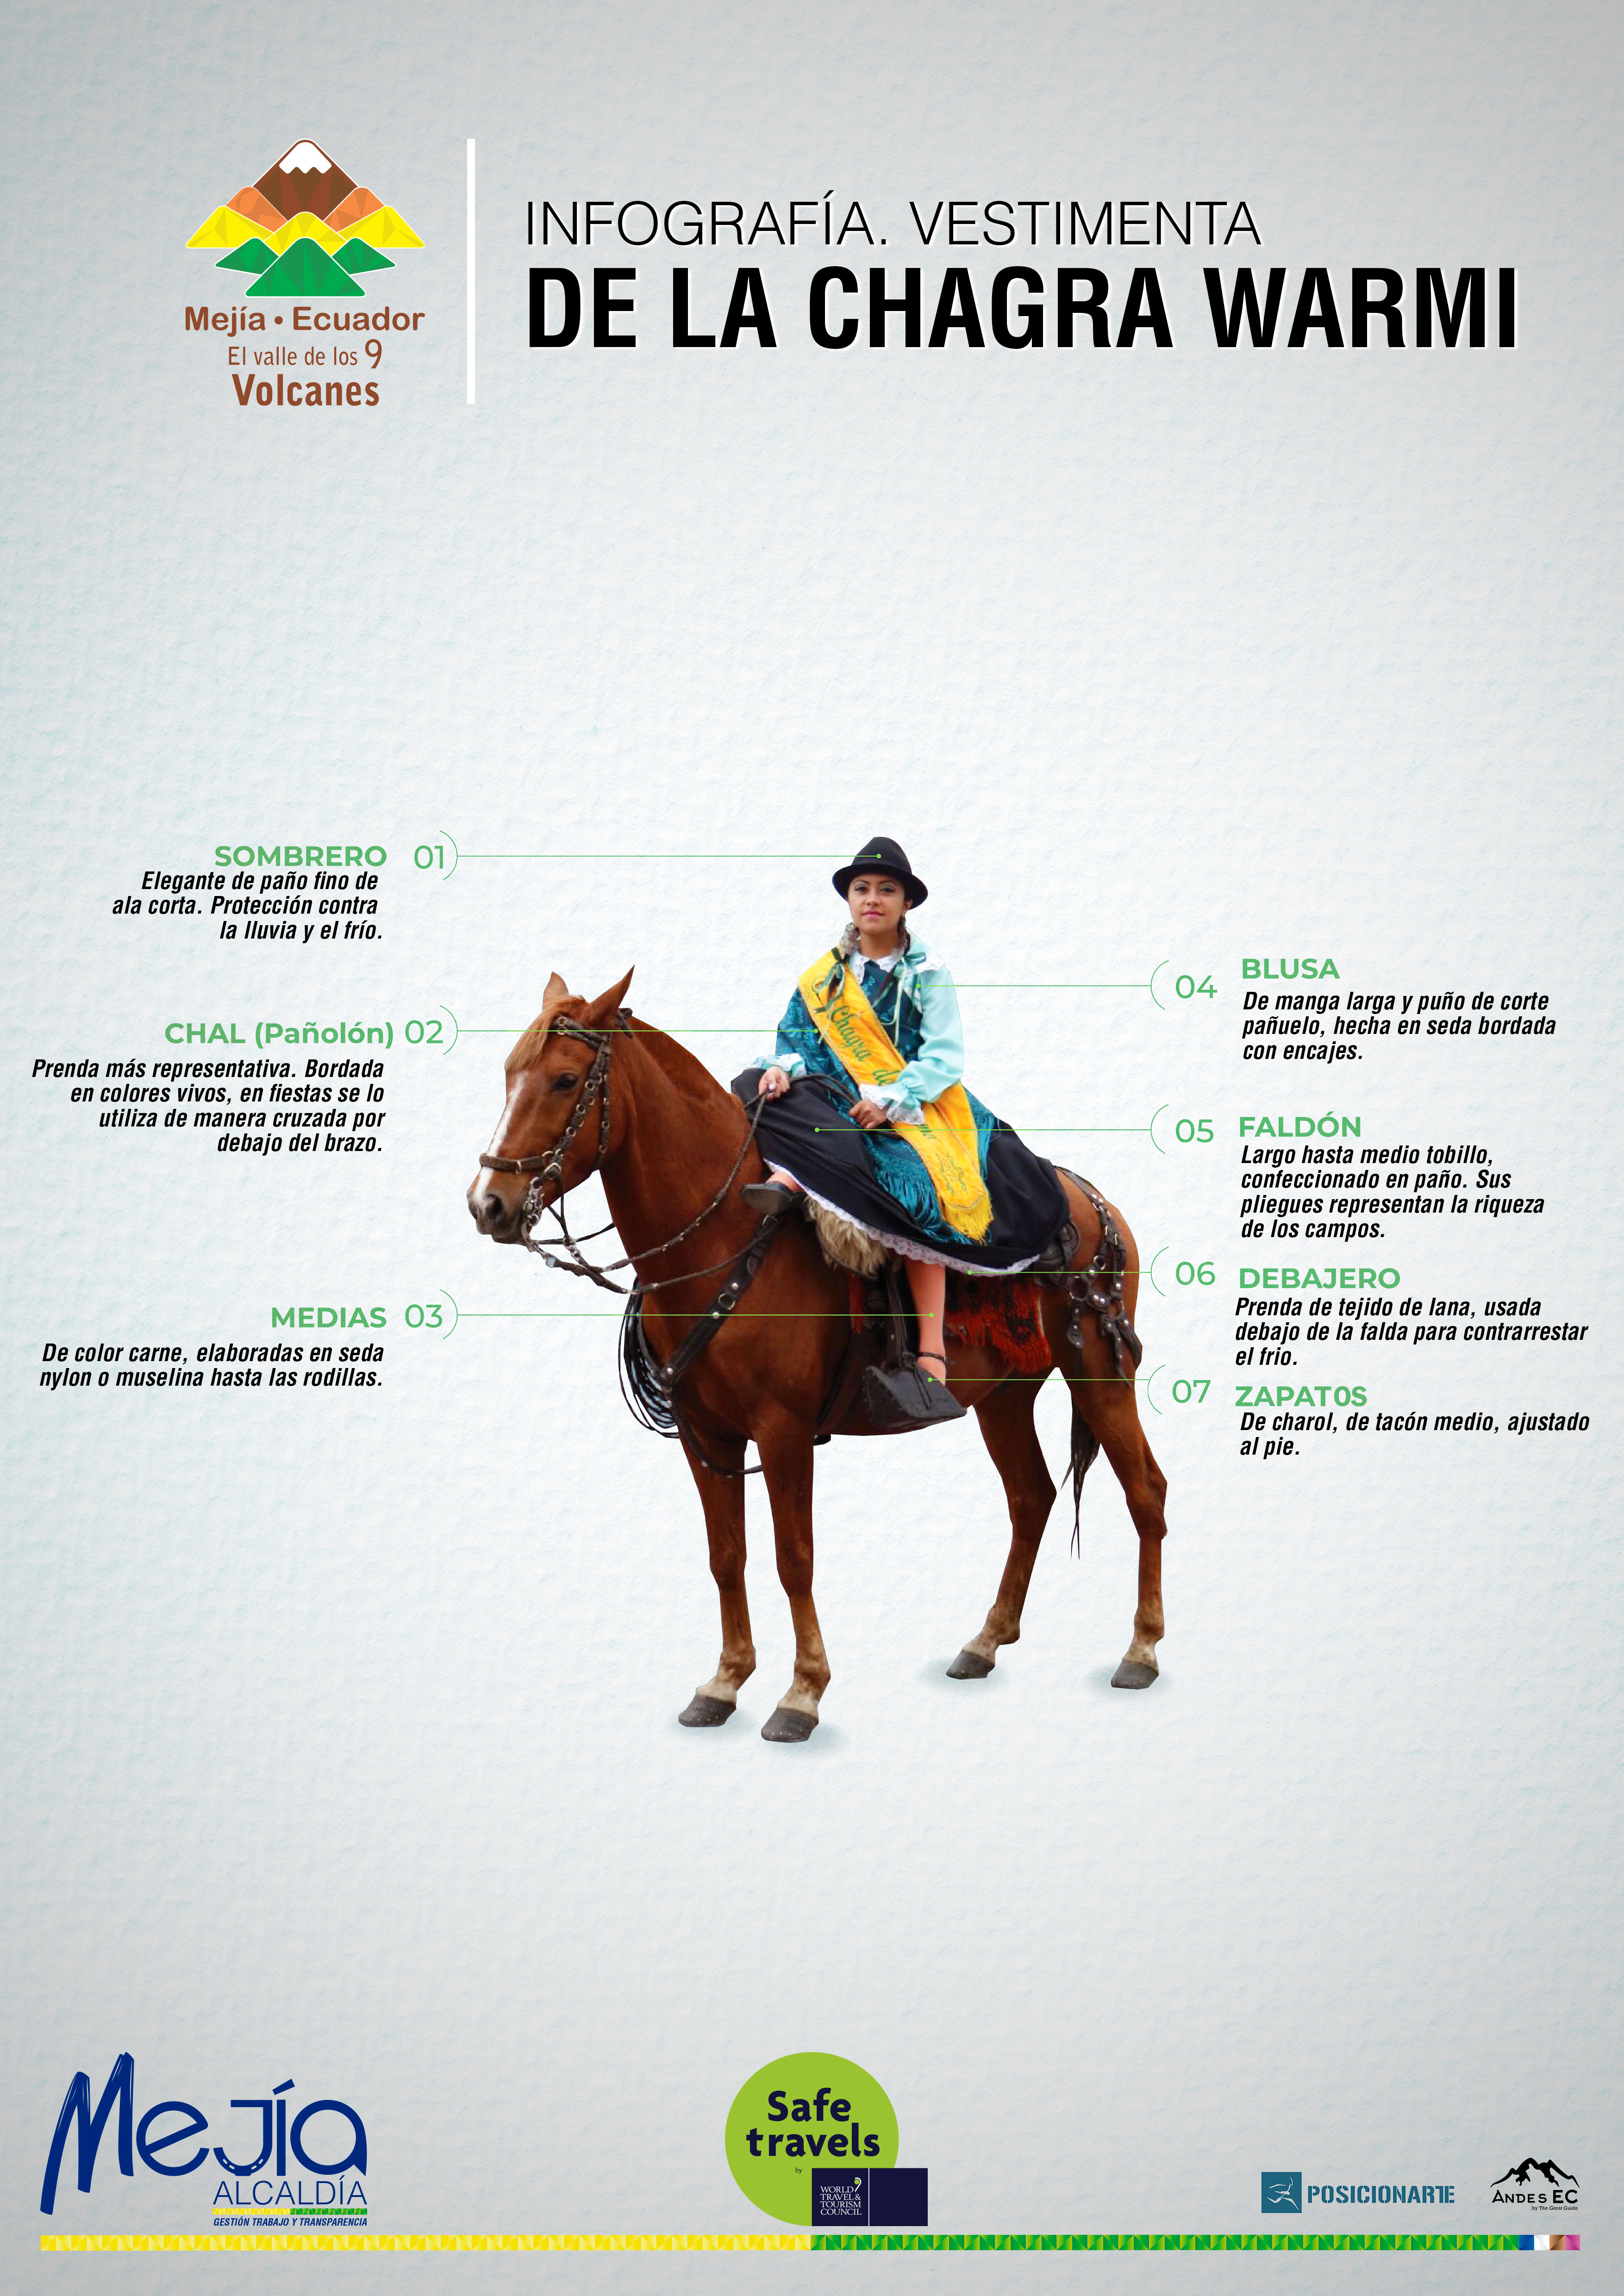 Mejía • Ecuador
El valle de los 9
Volcanes
INFOGRAFÍA. VESTIMENTA
DE LA CHAGRA WARMI
SOMBRERO 01
Elegante de paño fino de
ala corta. Protección contra
la lluvia y el frío.
CHAL (Pañolón) 02
Prenda más representativa. Bordada
en colores vivos, en fiestas se lo
utiliza de manera cruzada por
debajo del brazo.
MEDIAS 03
De color carne, elaboradas en seda
nylon o muselina hasta las rodillas.
Chagra de
04 BLUSA
De manga larga y puño de corte
pañuelo, hecha en seda bordada
con encajes.
05 FALDÓN
Largo hasta medio tobillo,
confeccionado en paño. Sus
pliegues representan la riqueza
de los campos.
06 DEBAJERO
Prenda de tejido de lana, usada
debajo de la falda para contrarrestar
el frio.
07 ZAPAT0S
De charol, de tacón medio, ajustado
al pie.
Mejía
ALCALDÍA
GESTIÓN TRABAJO Y TRANSPARENCIA
Safe
travels
by
WORLD
TRAVEL &
TOURISM
COUNCIL
POSICIONARTE
ANDES EC
by The Great Guide